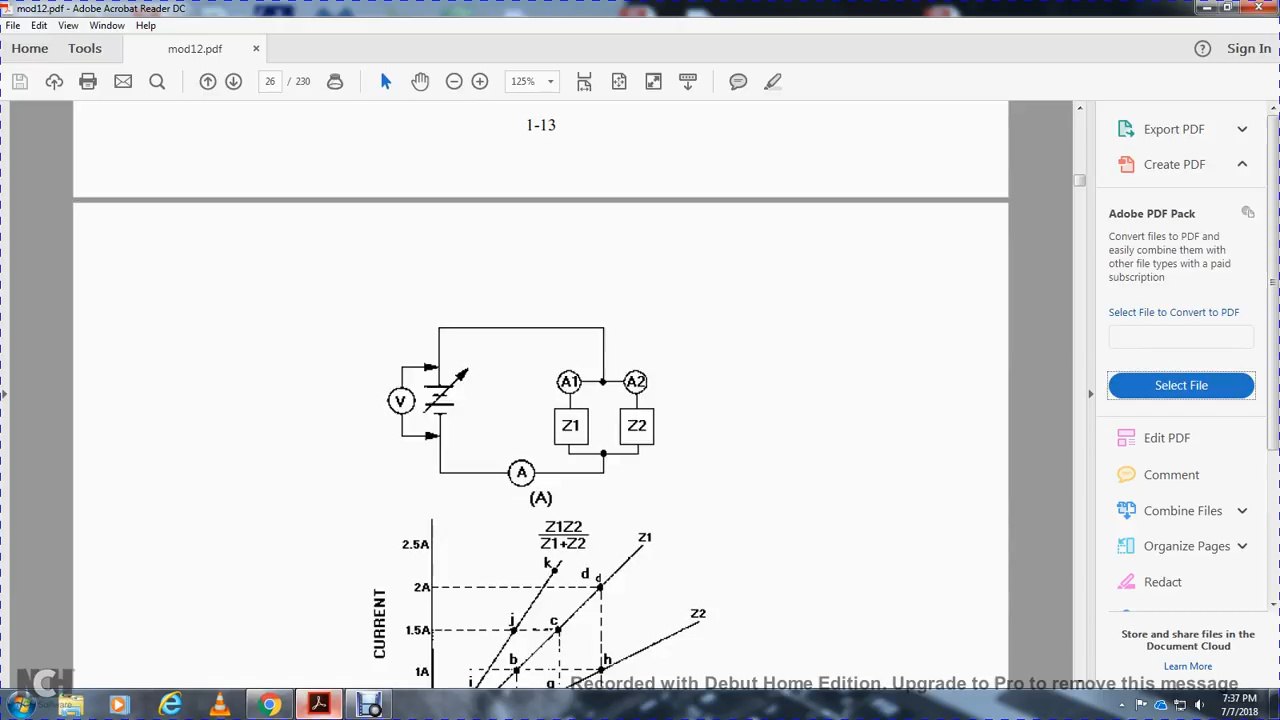 mod12.pdf - Adobe Acrobat Reader DC
File Edit View Window Help
Home Tools mod12.pdf × Sign In
26 / 230 125%
1-13
Export PDF
Create PDF
Adobe PDF Pack
Convert files to PDF and
easily combine them with
other file types with a paid
subscription
Select File to Convert to PDF
Select File
Edit PDF
Comment
Combine Files
Organize Pages
Redact
Store and share files in the
Document Cloud
Learn More
A1 A2
V
Z1 Z2
A
(A)
Z1Z2
Z1+Z2
Z1
2.5A
k
d d
2A
Z2
CURRENT
j c
1.5A
b h
1A
i g
Recorded with Debut Home Edition. Upgrade to Pro to remove this message
NCH
Software
7:37 PM
7/7/2018